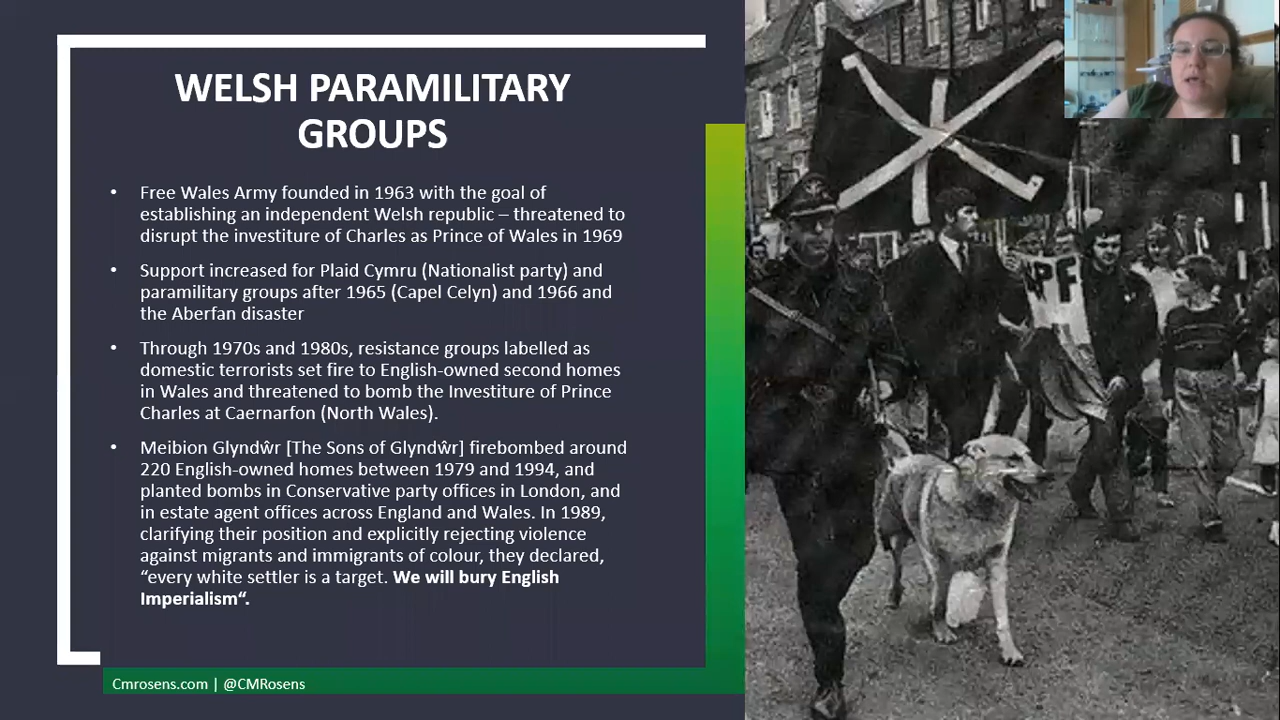 WELSH PARAMILITARY
GROUPS
• Free Wales Army founded in 1963 with the goal of
establishing an independent Welsh republic – threatened to
disrupt the investiture of Charles as Prince of Wales in 1969
• Support increased for Plaid Cymru (Nationalist party) and
paramilitary groups after 1965 (Capel Celyn) and 1966 and
the Aberfan disaster
• Through 1970s and 1980s, resistance groups labelled as
domestic terrorists set fire to English-owned second homes
in Wales and threatened to bomb the Investiture of Prince
Charles at Caernarfon (North Wales).
• Meibion Glyndŵr [The Sons of Glyndŵr] firebombed around
220 English-owned homes between 1979 and 1994, and
planted bombs in Conservative party offices in London, and
in estate agent offices across England and Wales. In 1989,
clarifying their position and explicitly rejecting violence
against migrants and immigrants of colour, they declared,
“every white settler is a target. We will bury English
Imperialism“.
Cmrosens.com | @CMRosens
PF